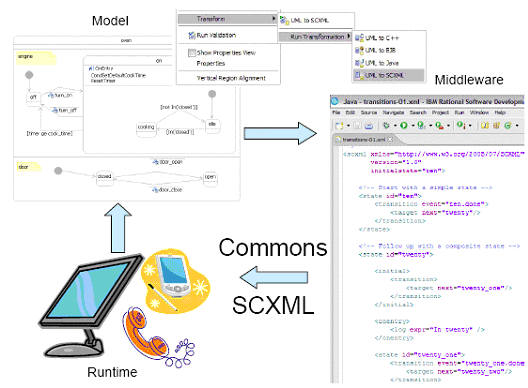 Model
Transform
UML to SCXML
Run Validation
Run Transformation
UML to C++
UML to EJB
UML to Java
UML to SCXML
Show Properties View
Properties
Vertical Region Alignment
oven
engine
on
OnEntry
CondSetDefaultCookTime
ResetTimer
off
turn_on
turn_off
[not In(closed)]
idle
cooking
[In(closed)]
door
door_open
closed
open
door_close
Middleware
Java - transitions-01.xml - IBM Rational Software Developm
File Edit Source Navigate Search Project Run Window Help
transitions-01.xml
<scxml xmlns="http://www.w3.org/2005/07/SCXML"
version="1.0"
initialstate="ten">
<!-- Start with a simple state -->
<state id="ten">
<transition event="ten.done">
<target next="twenty"/>
</transition>
</state>
<!-- Follow up with a composite state -->
<state id="twenty">
<initial>
<transition>
<target next="twenty_one"/>
</transition>
</initial>
<onentry>
<log expr="In twenty" />
</onentry>
<state id="twenty_one">
<transition event="twenty_one.done
<target next="twenty_two"/>
</transition>
Commons
SCXML
Runtime